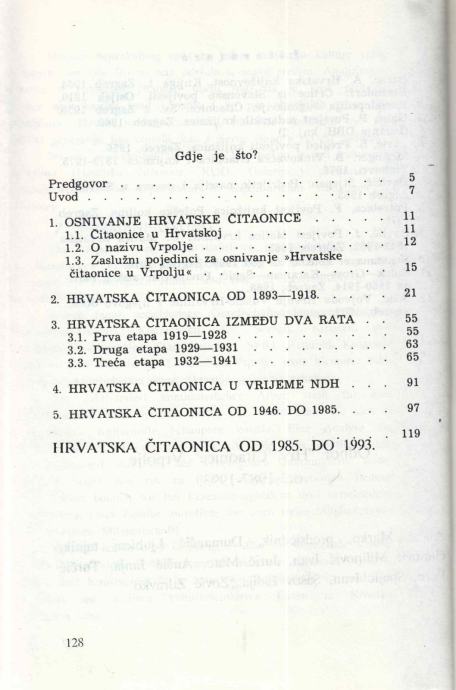 Gdje je što?
Predgovor . . . . . . . . . . . . . . . . 5
Uvod . . . . . . . . . . . . . . . . . . 7
1. OSNIVANJE HRVATSKE ČITAONICE . . . . . 11
1.1. Čitaonice u Hrvatskoj . . . . . . . . . 11
1.2. O nazivu Vrpolje . . . . . . . . . . . 12
1.3. Zaslužni pojedinci za osnivanje »Hrvatske
čitaonice u Vrpolju« . . . . . . . . . . . 15
2. HRVATSKA ČITAONICA OD 1893—1918. . . . 21
3. HRVATSKA ČITAONICA IZMEĐU DVA RATA . . 55
3.1. Prva etapa 1919—1928 . . . . . . . . . 55
3.2. Druga etapa 1929—1931 . . . . . . . . 63
3.3. Treća etapa 1932—1941 . . . . . . . . 65
4. HRVATSKA ČITAONICA U VRIJEME NDH . . . 91
5. HRVATSKA ČITAONICA OD 1946. DO 1985. . . . 97
HRVATSKA ČITAONICA OD 1985. DO 1993. . . . 119
128